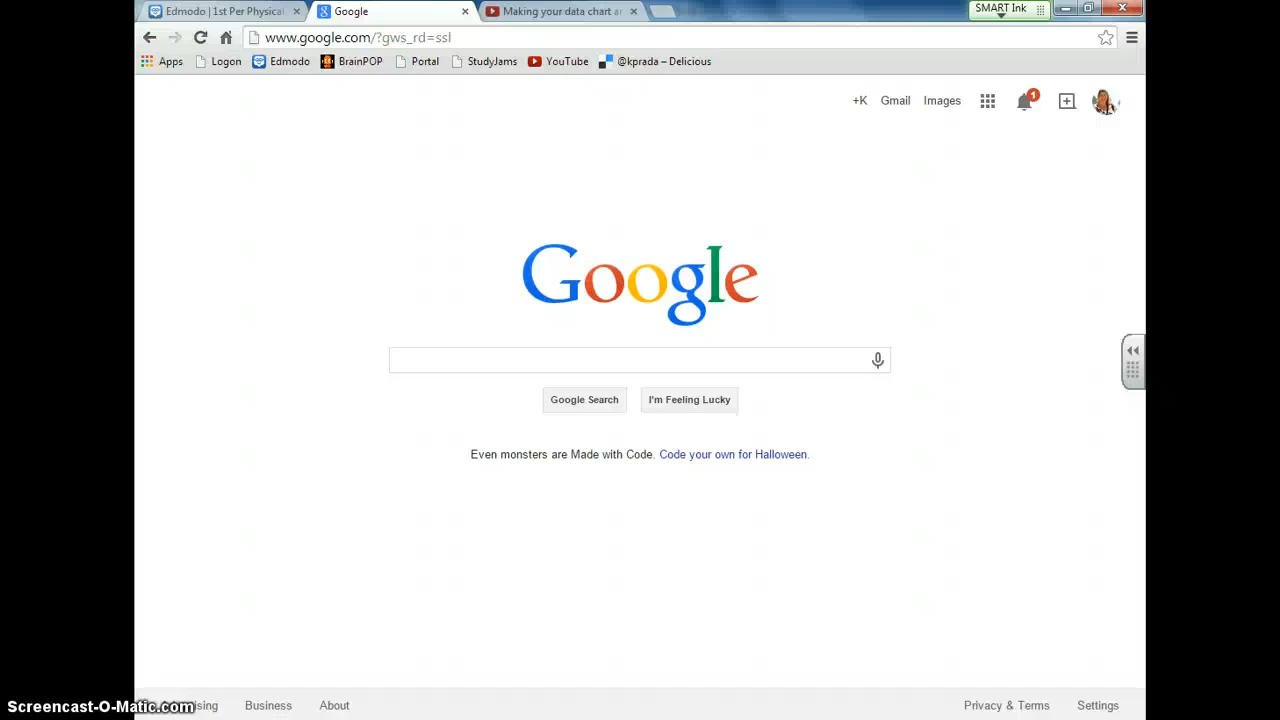 Edmodo | 1st Per Physical
Google
Making your data chart ar
SMART Ink
www.google.com/?gws_rd=ssl
Apps Logon Edmodo BrainPOP Portal StudyJams YouTube @kprada – Delicious
+K Gmail Images 1
Google
Google Search I'm Feeling Lucky
Even monsters are Made with Code. Code your own for Halloween.
Business About Privacy & Terms Settings
Screencast-O-Matic.com